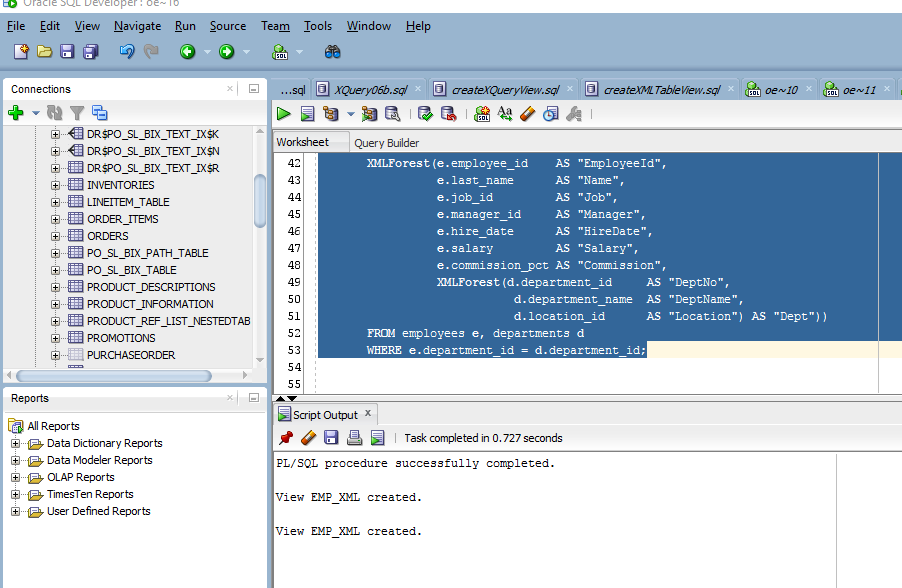 Oracle SQL Developer : oe~16
File Edit View Navigate Run Source Team Tools Window Help
Connections
...sql XQuery06b.sql createXQueryView.sql createXMLTableView.sql oe~10 oe~11
Worksheet Query Builder
DR$PO_SL_BIX_TEXT_IX$K
DR$PO_SL_BIX_TEXT_IX$N
DR$PO_SL_BIX_TEXT_IX$R
INVENTORIES
LINEITEM_TABLE
ORDER_ITEMS
ORDERS
PO_SL_BIX_PATH_TABLE
PO_SL_BIX_TABLE
PRODUCT_DESCRIPTIONS
PRODUCT_INFORMATION
PRODUCT_REF_LIST_NESTEDTAB
PROMOTIONS
PURCHASEORDER
42 XMLForest(e.employee_id AS "EmployeeId",
43 e.last_name AS "Name",
44 e.job_id AS "Job",
45 e.manager_id AS "Manager",
46 e.hire_date AS "HireDate",
47 e.salary AS "Salary",
48 e.commission_pct AS "Commission",
49 XMLForest(d.department_id AS "DeptNo",
50 d.department_name AS "DeptName",
51 d.location_id AS "Location") AS "Dept"))
52 FROM employees e, departments d
53 WHERE e.department_id = d.department_id;
54
55
Reports
All Reports
Data Dictionary Reports
Data Modeler Reports
OLAP Reports
TimesTen Reports
User Defined Reports
Script Output x
Task completed in 0.727 seconds
PL/SQL procedure successfully completed.
View EMP_XML created.
View EMP_XML created.